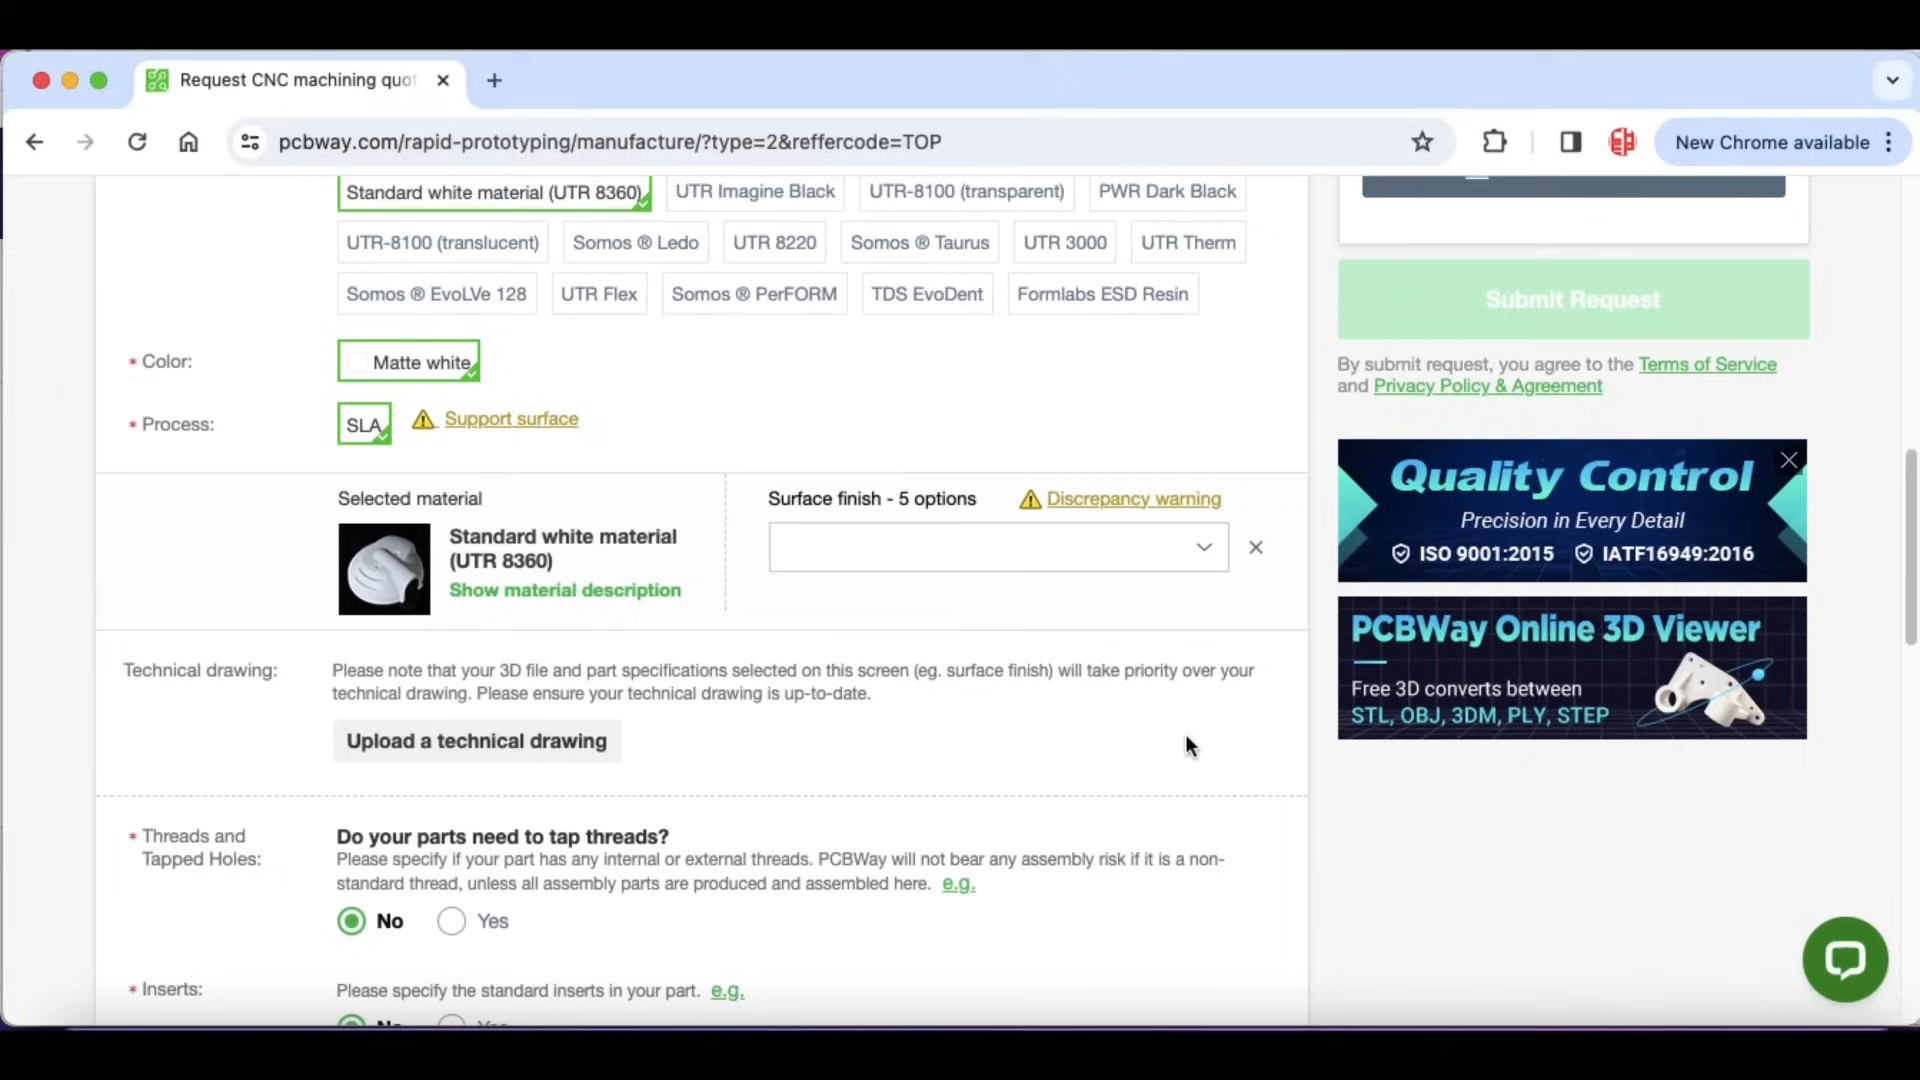 Request CNC machining quot
pcbway.com/rapid-prototyping/manufacture/?type=2&reffercode=TOP
New Chrome available
Standard white material (UTR 8360)
UTR Imagine Black
UTR-8100 (transparent)
PWR Dark Black
UTR-8100 (translucent)
Somos ® Ledo
UTR 8220
Somos ® Taurus
UTR 3000
UTR Therm
Somos ® EvoLVe 128
UTR Flex
Somos ® PerFORM
TDS EvoDent
Formlabs ESD Resin
* Color:
Matte white
* Process:
SLA
Support surface
Selected material
Standard white material
(UTR 8360)
Show material description
Surface finish - 5 options
Discrepancy warning
Technical drawing:
Please note that your 3D file and part specifications selected on this screen (eg. surface finish) will take priority over your
technical drawing. Please ensure your technical drawing is up-to-date.
Upload a technical drawing
* Threads and
Tapped Holes:
Do your parts need to tap threads?
Please specify if your part has any internal or external threads. PCBWay will not bear any assembly risk if it is a non-
standard thread, unless all assembly parts are produced and assembled here. e.g.
No
Yes
* Inserts:
Please specify the standard inserts in your part. e.g.
Submit Request
By submit request, you agree to the Terms of Service
and Privacy Policy & Agreement
Quality Control
Precision in Every Detail
ISO 9001:2015
IATF16949:2016
PCBWay Online 3D Viewer
Free 3D converts between
STL, OBJ, 3DM, PLY, STEP